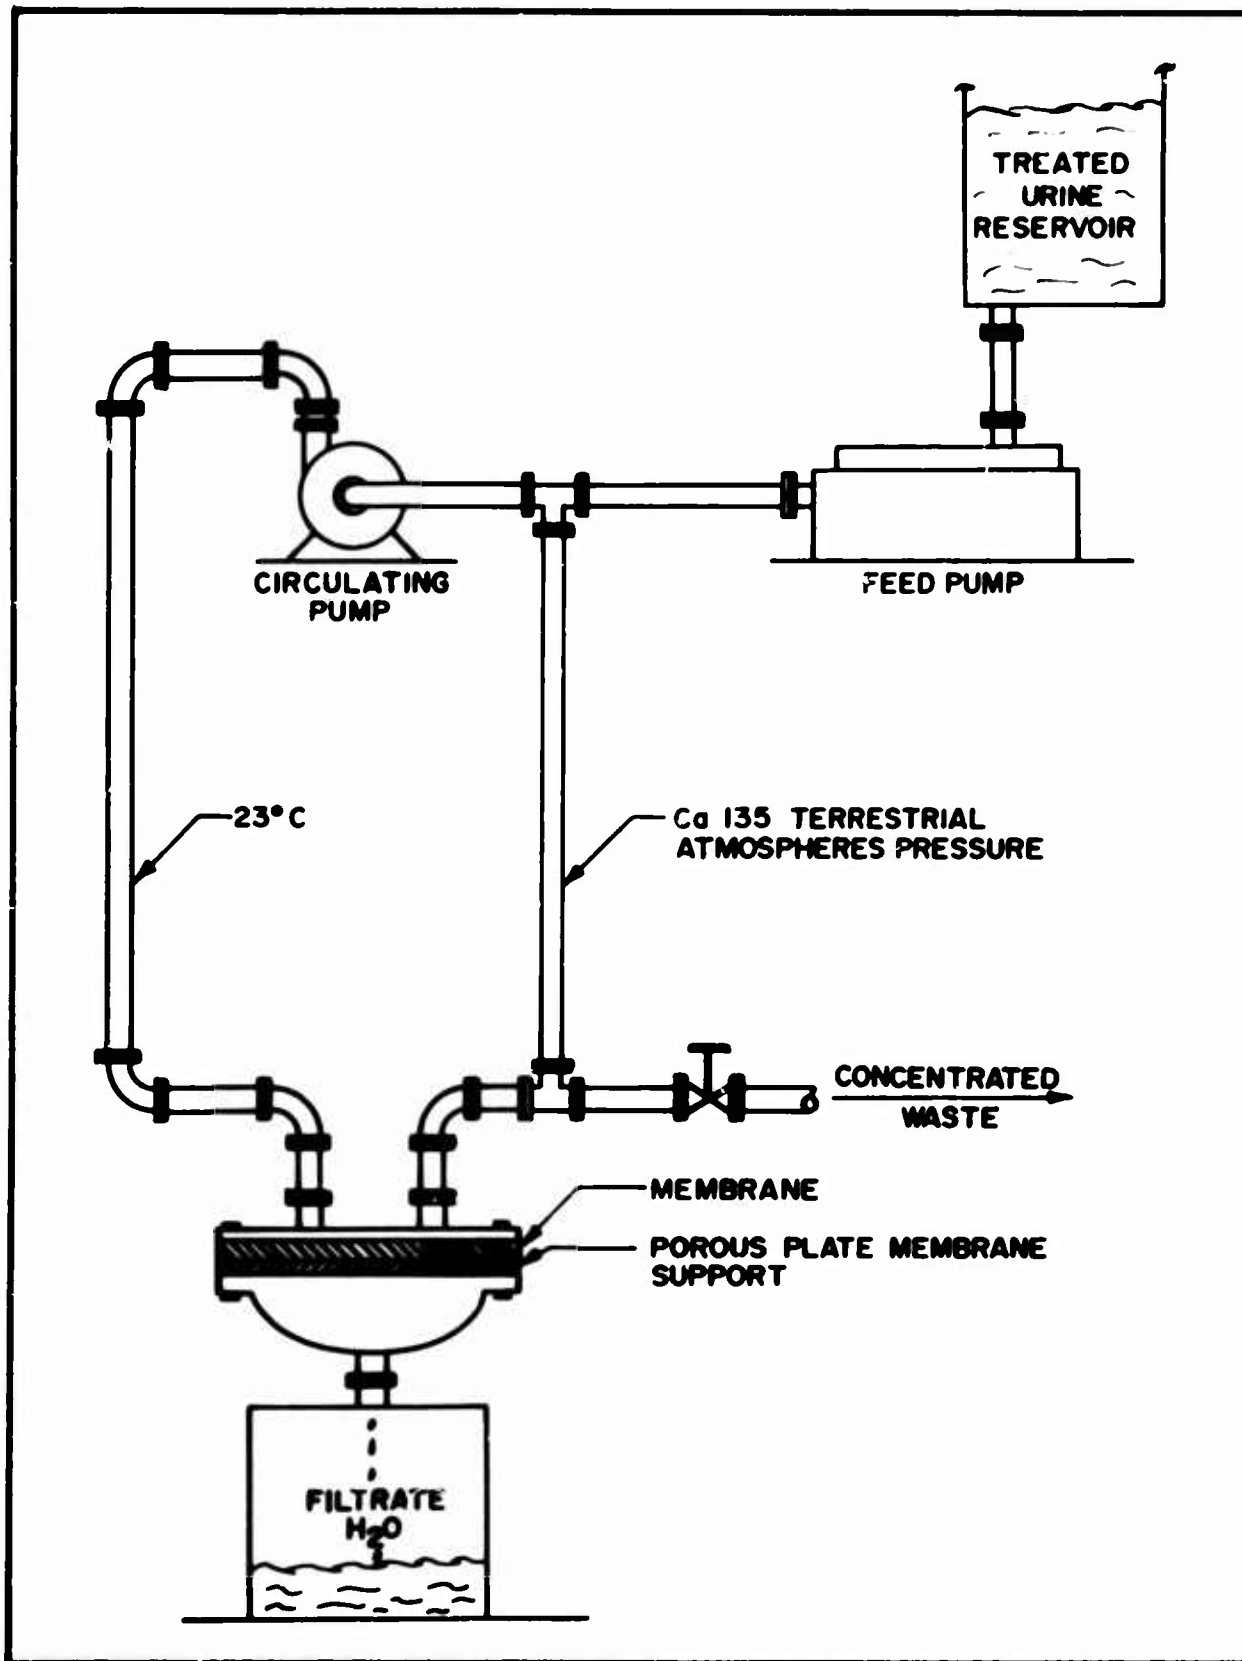 TREATED
URINE
RESERVOIR
CIRCULATING
PUMP
FEED PUMP
23°C
Ca 135 TERRESTRIAL
ATMOSPHERES PRESSURE
CONCENTRATED
WASTE
MEMBRANE
POROUS PLATE MEMBRANE
SUPPORT
FILTRATE
H2O